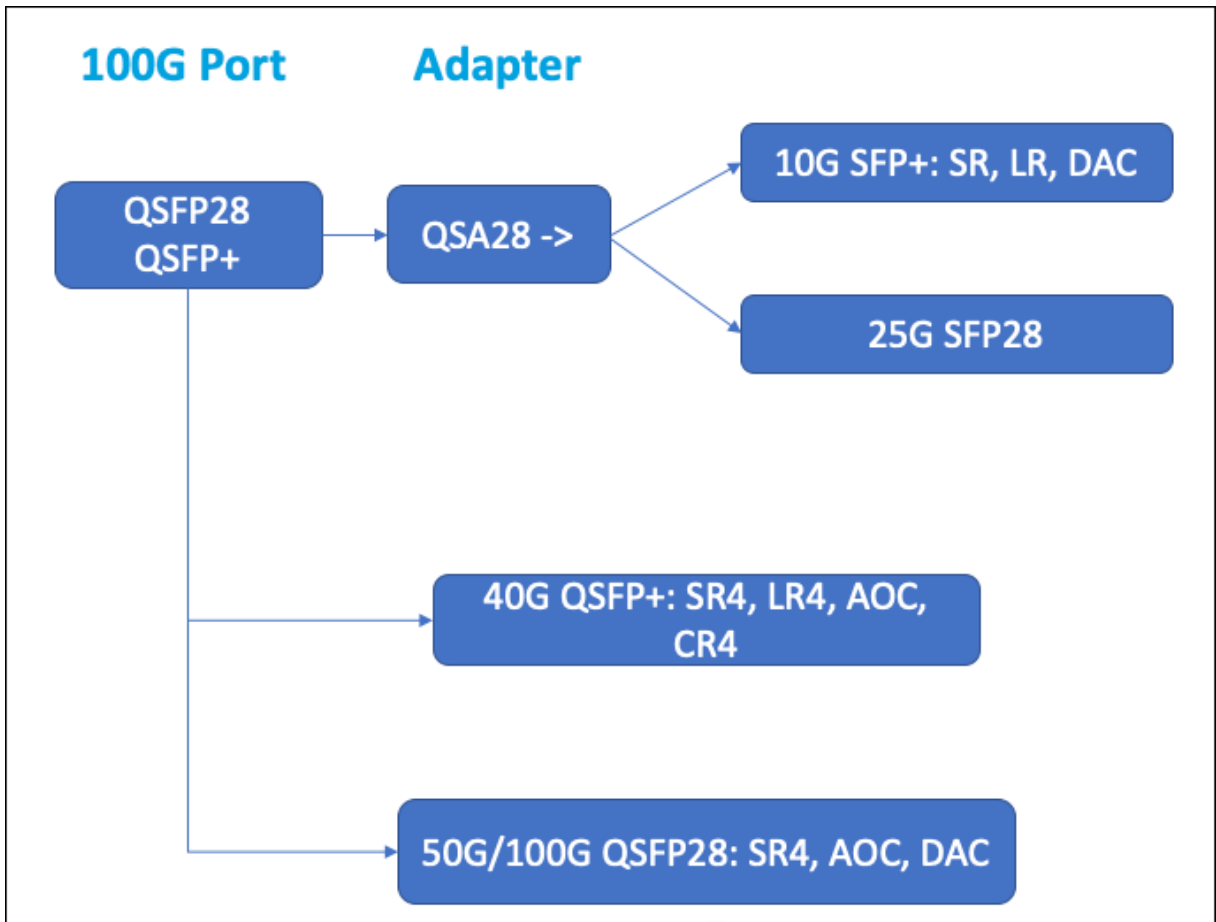 100G Port
Adapter
QSFP28
QSFP+
QSA28 ->
10G SFP+: SR, LR, DAC
25G SFP28
40G QSFP+: SR4, LR4, AOC,
CR4
50G/100G QSFP28: SR4, AOC, DAC